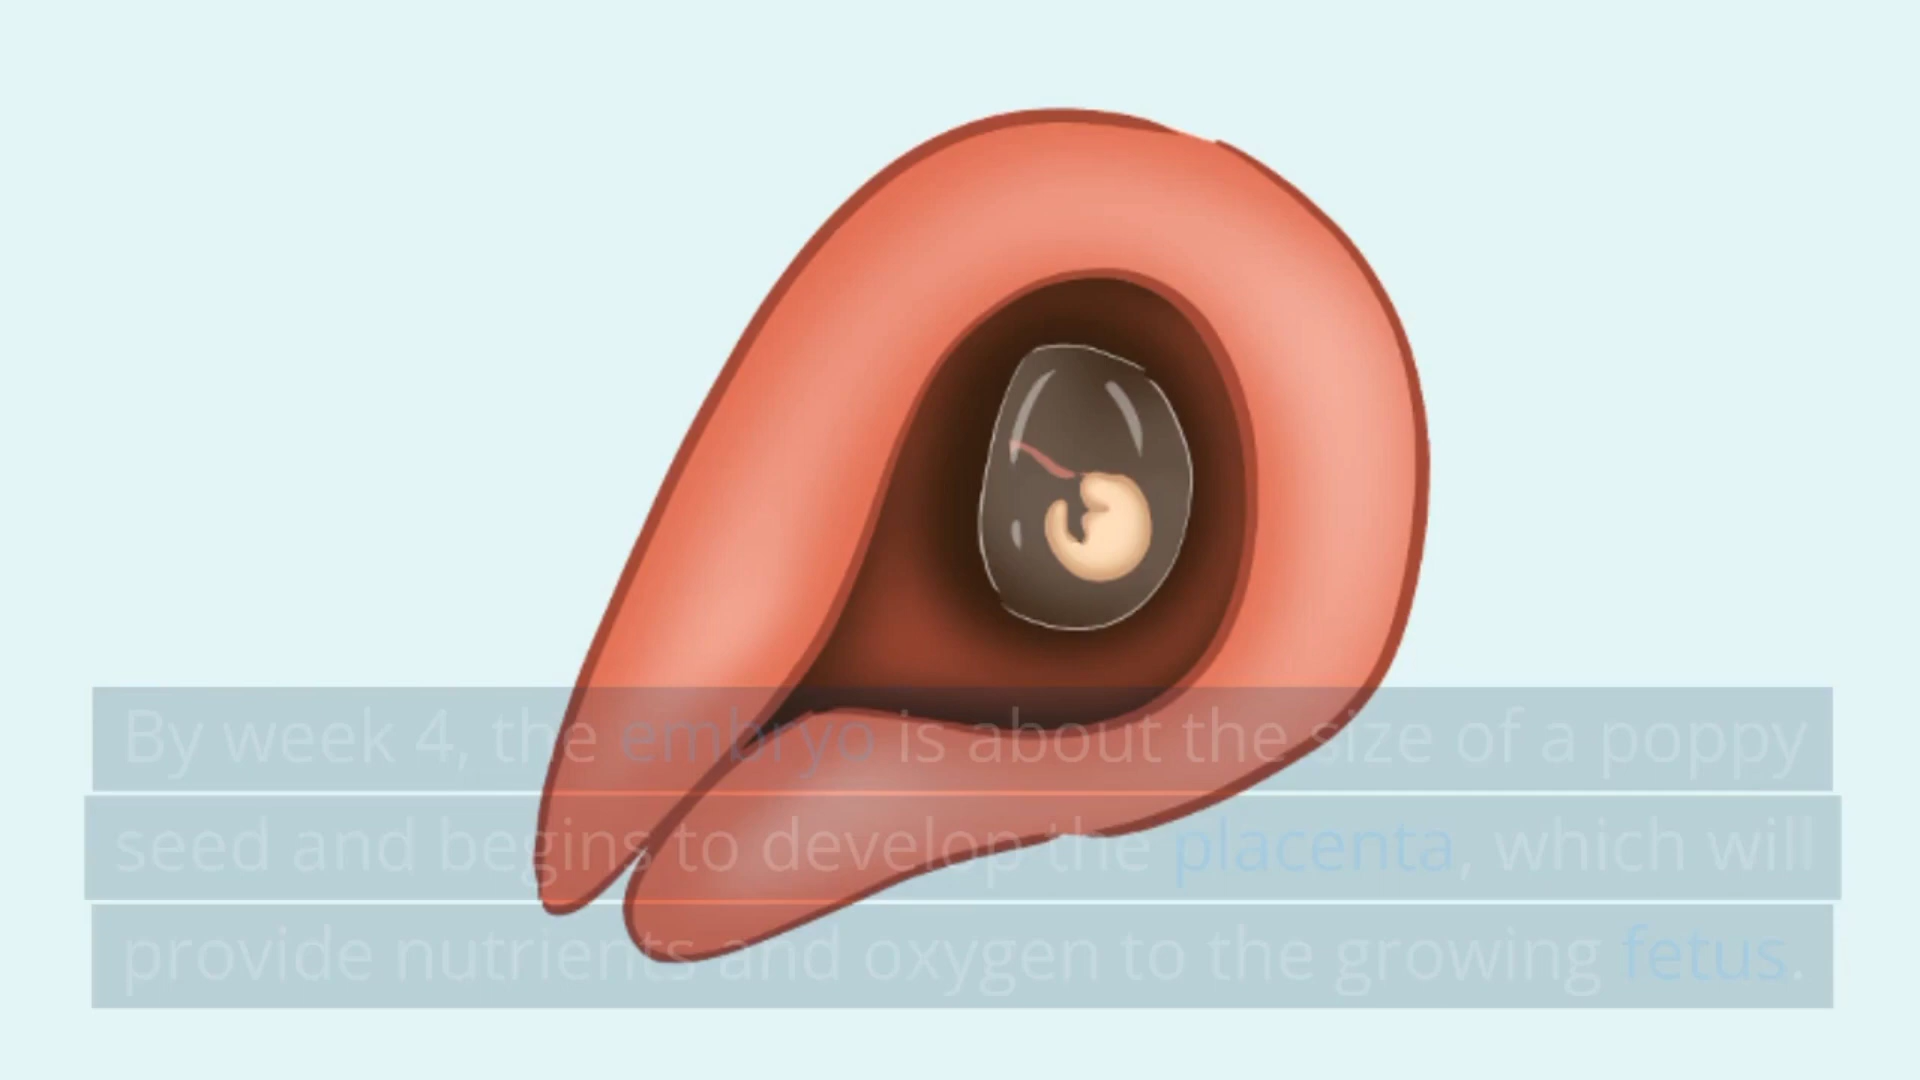 By week 4, the embryo is about the size of a poppy
seed and begins to develop the placenta, which will
provide nutrients and oxygen to the growing fetus.